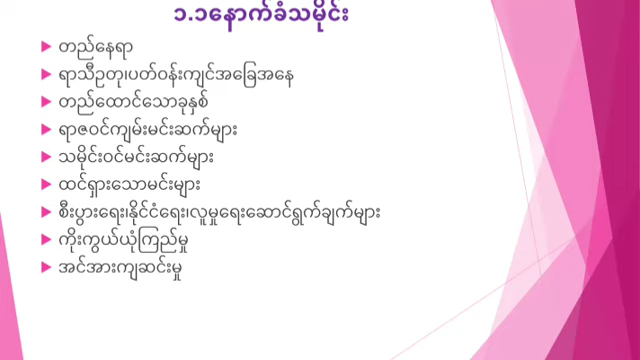 ၁.၁နောက်ခံသမိုင်း
တည်နေရာ
ရာသီဥတု၊ပတ်ဝန်းကျင်အခြေအနေ
တည်ထောင်သောခုနှစ်
ရာဇဝင်ကျမ်းမင်းဆက်များ
သမိုင်းဝင်မင်းဆက်များ
ထင်ရှားသောမင်းများ
စီးပွားရေး၊နိုင်ငံရေး၊လူမှုရေးဆောင်ရွက်ချက်များ
ကိုးကွယ်ယုံကြည်မှု
အင်အားကျဆင်းမှု